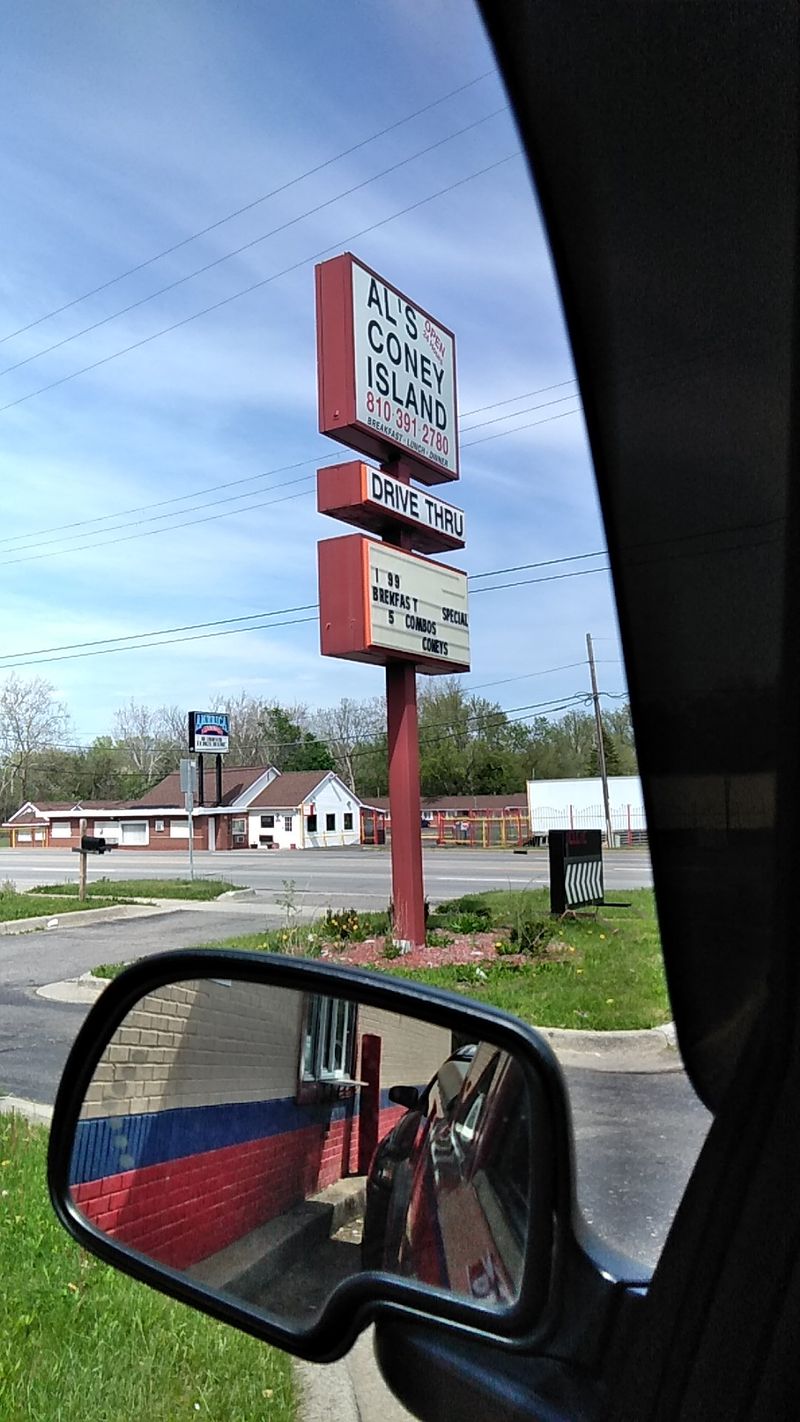 AL'S
OPEN
CONEY
ISLAND
810·391·2780
BREAKFAST · LUNCH · DINNER
DRIVE THRU
1 99
BREKFAST SPECIAL
5 COMBOS
CONEYS
AMERICA